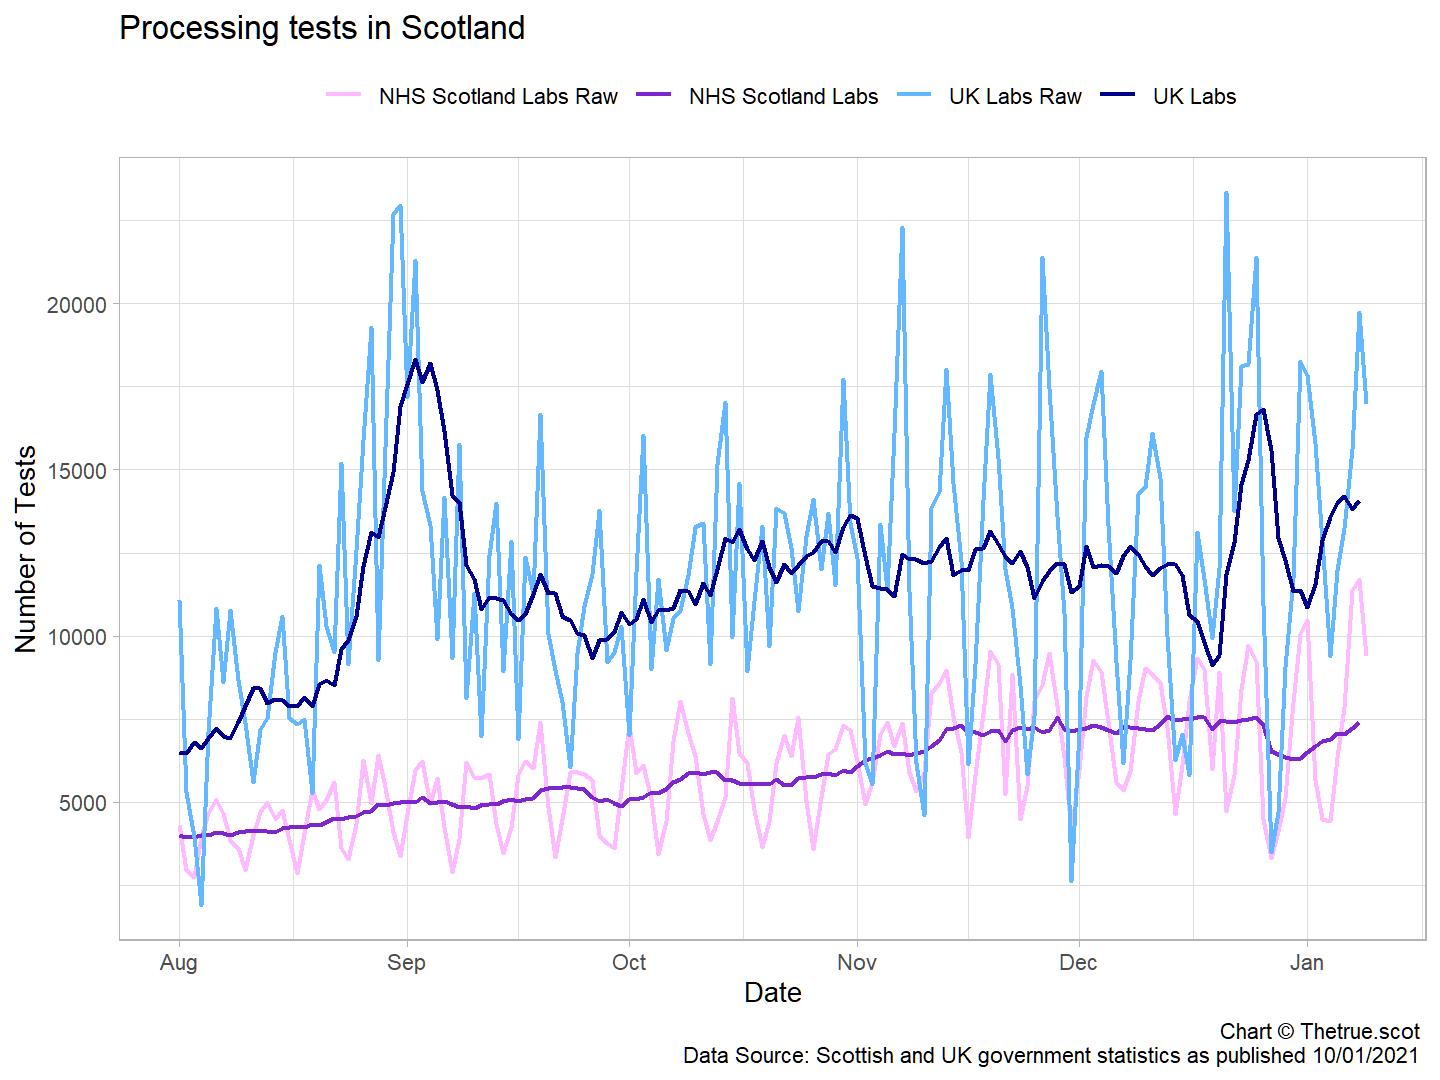 Processing tests in Scotland
NHS Scotland Labs Raw NHS Scotland Labs UK Labs Raw UK Labs
20000
15000
10000
5000
Number of Tests
Aug Sep Oct Nov Dec Jan
Date
Chart © Thetrue.scot
Data Source: Scottish and UK government statistics as published 10/01/2021